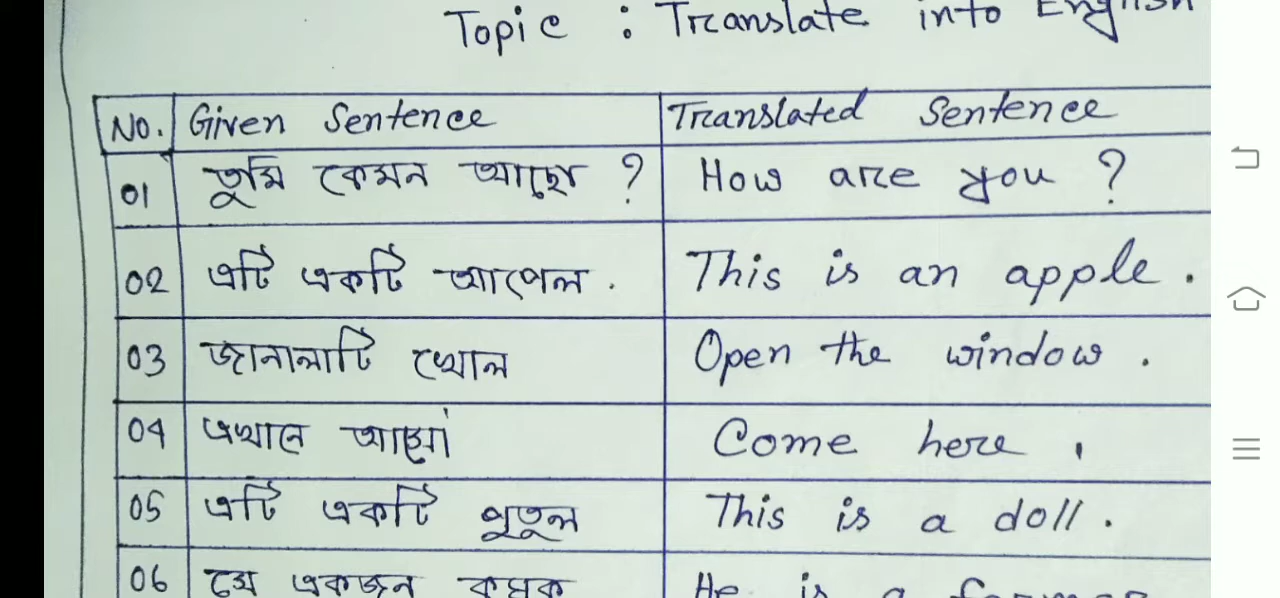 Topic : Translate into English
No. Given Sentence Translated Sentence
01 তুমি কেমন আছো ? How are you ?
02 এটি একটি আপেল . This is an apple .
03 জানালাটি খোল Open the window .
04 এখানে আসো Come here .
05 এটি একটি পুতুল This is a doll .
06 সে একজন কৃষক He is a farmer